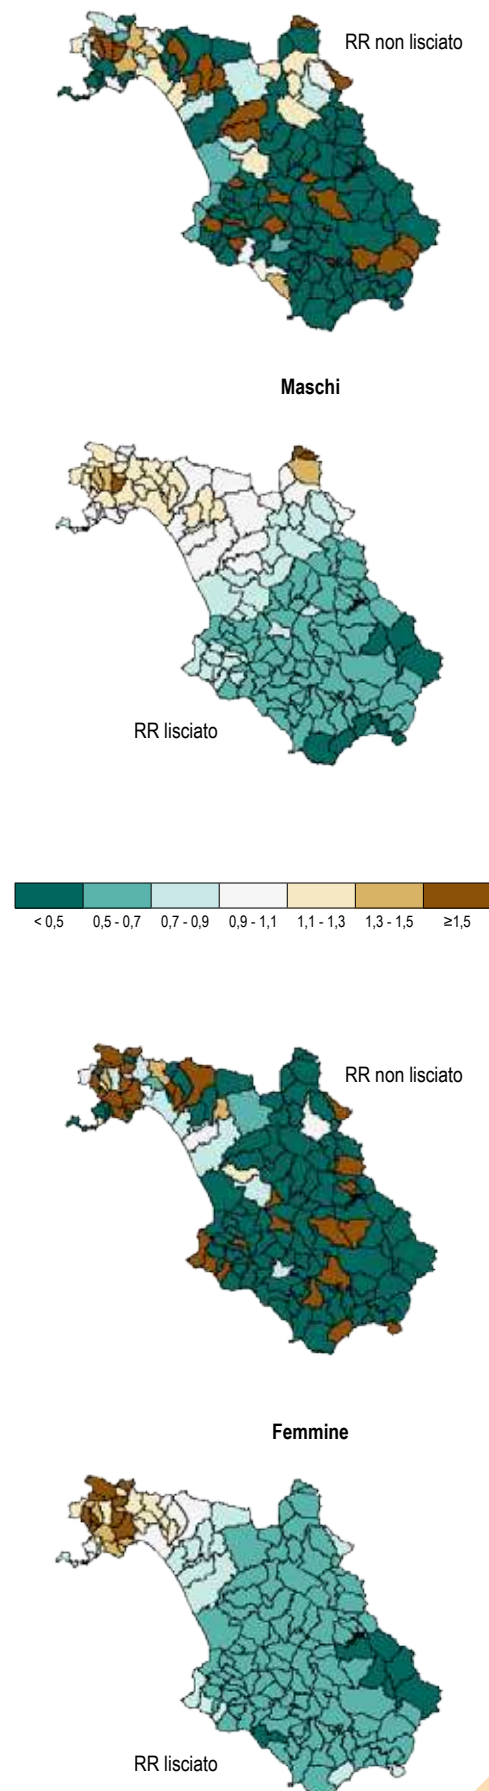 RR non lisciato
Maschi
RR lisciato
< 0,5 0,5 - 0,7 0,7 - 0,9 0,9 - 1,1 1,1 - 1,3 1,3 - 1,5 ≥1,5
RR non lisciato
Femmine
RR lisciato